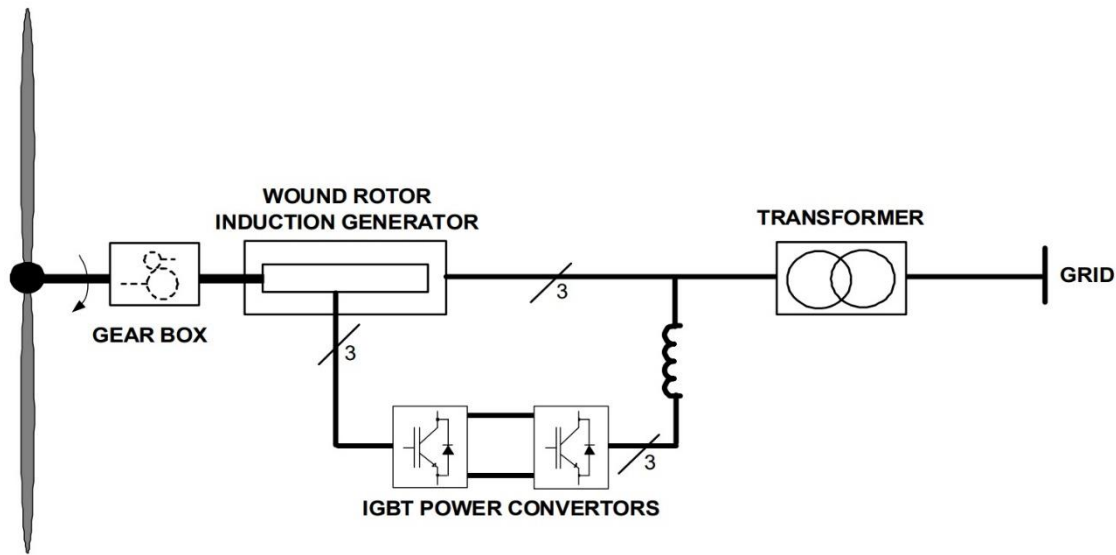 WOUND ROTOR
INDUCTION GENERATOR
TRANSFORMER
GRID
3
GEAR BOX
3
3
IGBT POWER CONVERTORS